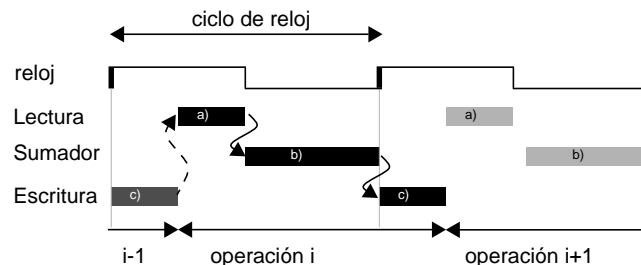 ciclo de reloj
reloj
Lectura a) a)
Sumador b) b)
Escritura c) c)
i-1 operación i operación i+1